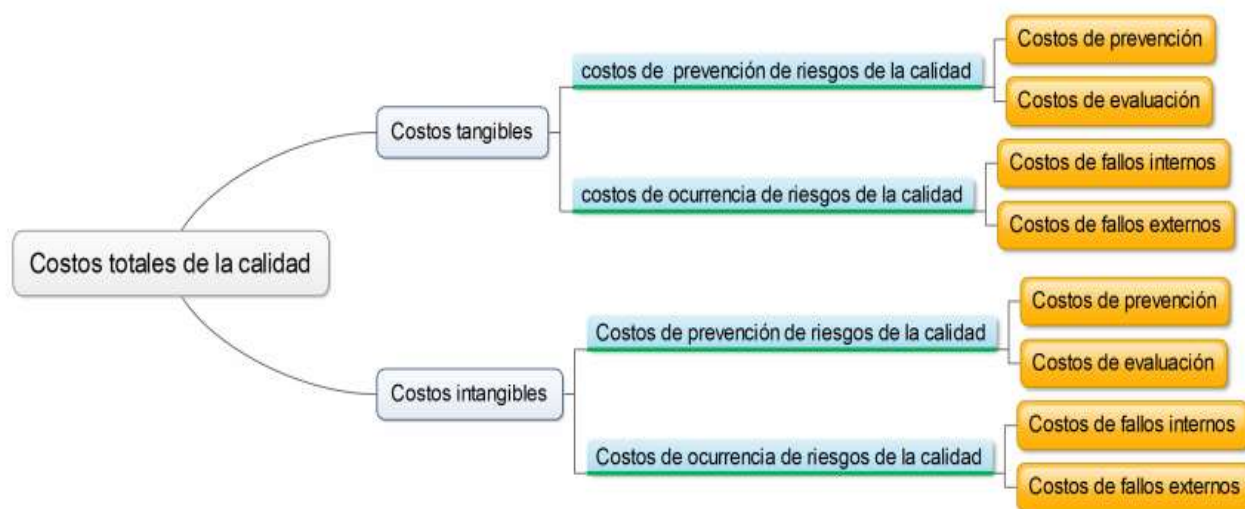 Costos totales de la calidad
Costos tangibles
costos de prevención de riesgos de la calidad
Costos de prevención
Costos de evaluación
costos de ocurrencia de riesgos de la calidad
Costos de fallos internos
Costos de fallos externos
Costos intangibles
Costos de prevención de riesgos de la calidad
Costos de prevención
Costos de evaluación
Costos de ocurrencia de riesgos de la calidad
Costos de fallos internos
Costos de fallos externos